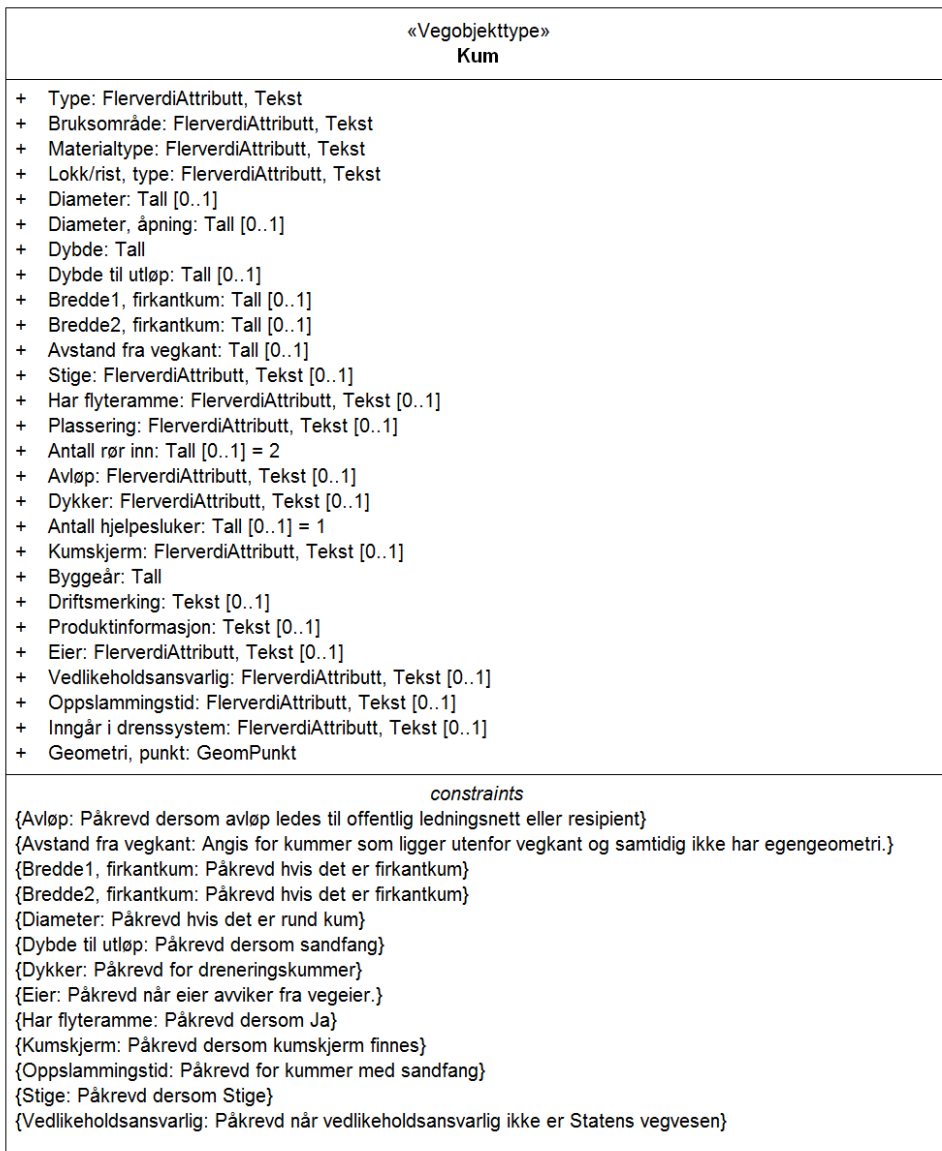 «Vegobjekttype»
Kum
+ Type: FlerverdiAttributt, Tekst
+ Bruksområde: FlerverdiAttributt, Tekst
+ Materialtype: FlerverdiAttributt, Tekst
+ Lokk/rist, type: FlerverdiAttributt, Tekst
+ Diameter: Tall [0..1]
+ Diameter, åpning: Tall [0..1]
+ Dybde: Tall
+ Dybde til utløp: Tall [0..1]
+ Bredde1, firkantkum: Tall [0..1]
+ Bredde2, firkantkum: Tall [0..1]
+ Avstand fra vegkant: Tall [0..1]
+ Stige: FlerverdiAttributt, Tekst [0..1]
+ Har flyteramme: FlerverdiAttributt, Tekst [0..1]
+ Plassering: FlerverdiAttributt, Tekst [0..1]
+ Antall rør inn: Tall [0..1] = 2
+ Avløp: FlerverdiAttributt, Tekst [0..1]
+ Dykker: FlerverdiAttributt, Tekst [0..1]
+ Antall hjelpesluker: Tall [0..1] = 1
+ Kumskjerm: FlerverdiAttributt, Tekst [0..1]
+ Byggeår: Tall
+ Driftsmerking: Tekst [0..1]
+ Produktinformasjon: Tekst [0..1]
+ Eier: FlerverdiAttributt, Tekst [0..1]
+ Vedlikeholdsansvarlig: FlerverdiAttributt, Tekst [0..1]
+ Oppslammingstid: FlerverdiAttributt, Tekst [0..1]
+ Inngår i drenssystem: FlerverdiAttributt, Tekst [0..1]
+ Geometri, punkt: GeomPunkt
constraints
{Avløp: Påkrevd dersom avløp ledes til offentlig ledningsnett eller resipient}
{Avstand fra vegkant: Angis for kummer som ligger utenfor vegkant og samtidig ikke har egengeometri.}
{Bredde1, firkantkum: Påkrevd hvis det er firkantkum}
{Bredde2, firkantkum: Påkrevd hvis det er firkantkum}
{Diameter: Påkrevd hvis det er rund kum}
{Dybde til utløp: Påkrevd dersom sandfang}
{Dykker: Påkrevd for dreneringskummer}
{Eier: Påkrevd når eier avviker fra vegeier.}
{Har flyteramme: Påkrevd dersom Ja}
{Kumskjerm: Påkrevd dersom kumskjerm finnes}
{Oppslammingstid: Påkrevd for kummer med sandfang}
{Stige: Påkrevd dersom Stige}
{Vedlikeholdsansvarlig: Påkrevd når vedlikeholdsansvarlig ikke er Statens vegvesen}